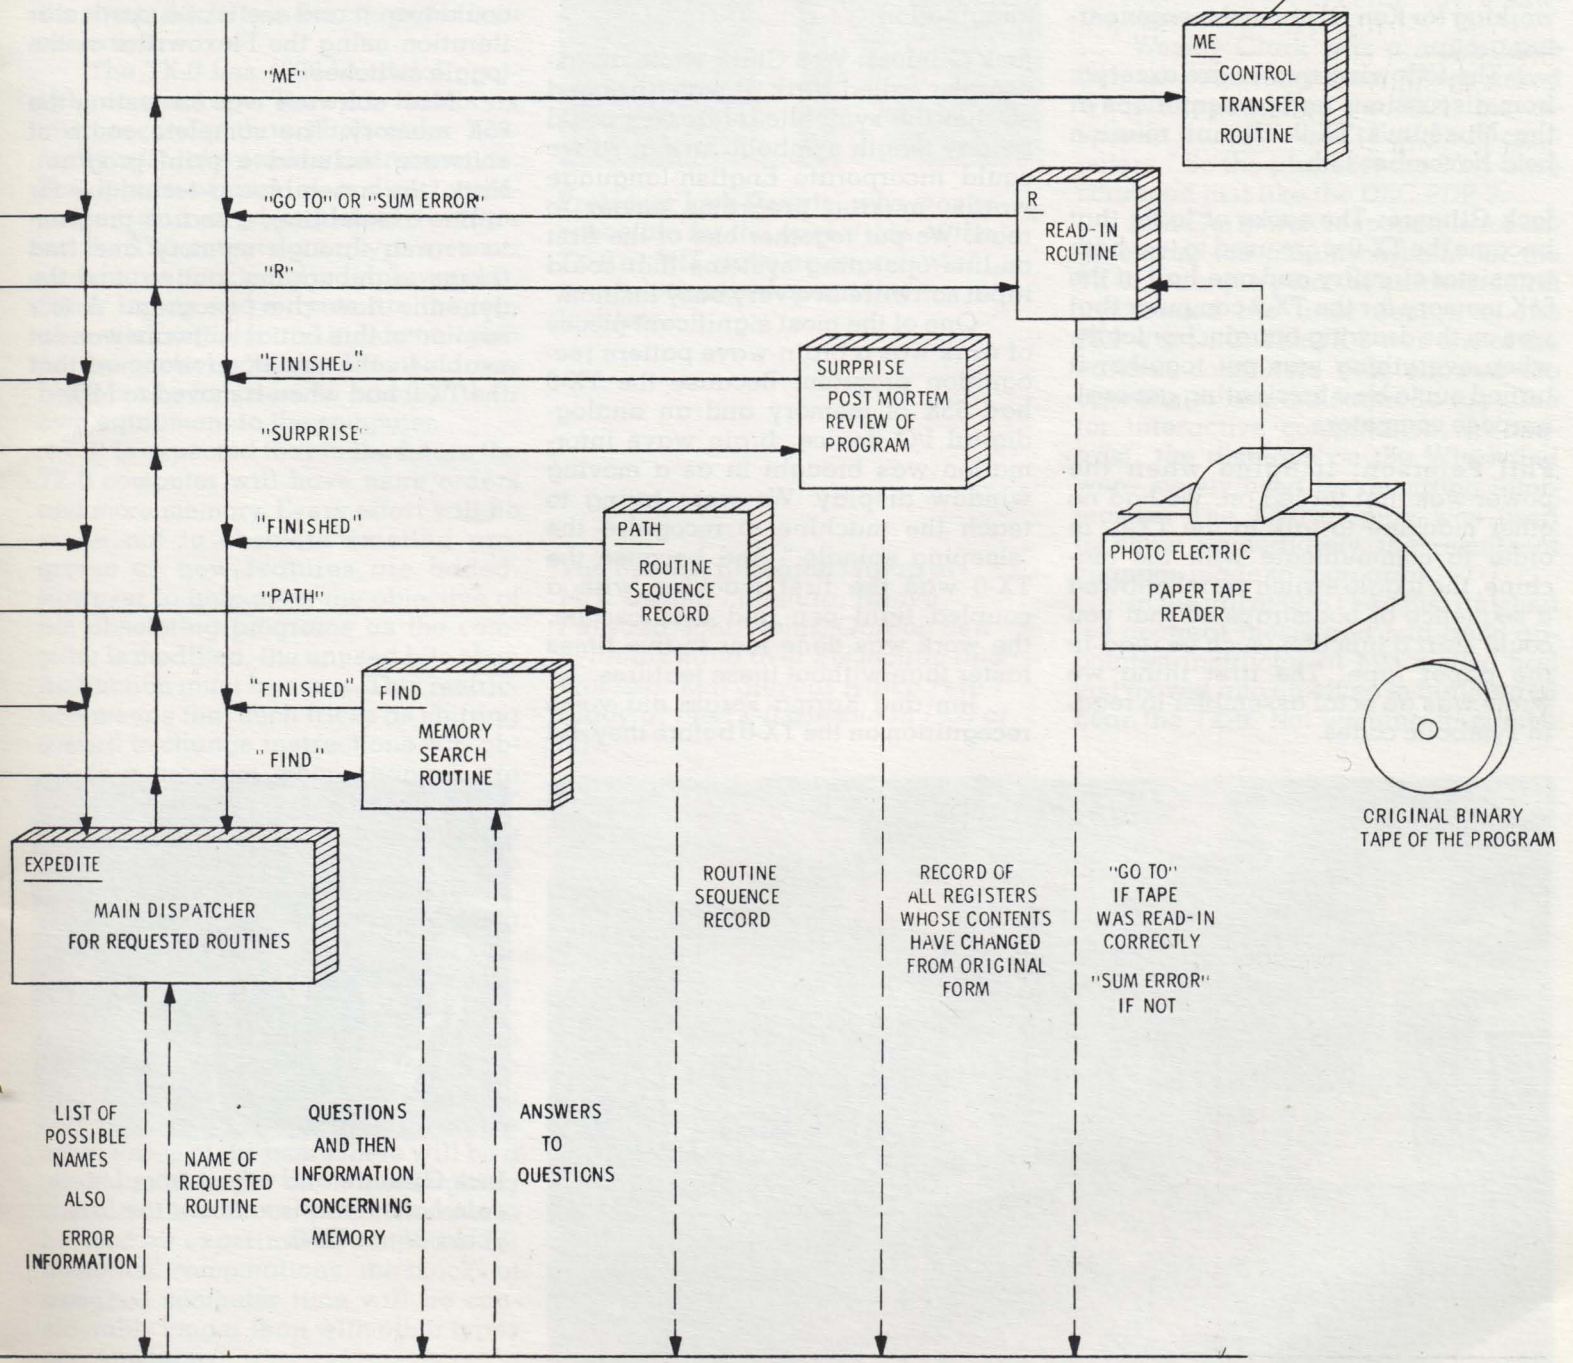 "ME"
ME
CONTROL
TRANSFER
ROUTINE
"GO TO" OR "SUM ERROR"
R
READ-IN
ROUTINE
"R"
"FINISHED"
SURPRISE
POST MORTEM
REVIEW OF
PROGRAM
"SURPRISE"
"FINISHED"
PATH
ROUTINE
SEQUENCE
RECORD
"PATH"
PHOTO ELECTRIC
PAPER TAPE
READER
"FINISHED"
FIND
MEMORY
SEARCH
ROUTINE
"FIND"
ORIGINAL BINARY
TAPE OF THE PROGRAM
EXPEDITE
MAIN DISPATCHER
FOR REQUESTED ROUTINES
ROUTINE
SEQUENCE
RECORD
RECORD OF
ALL REGISTERS
WHOSE CONTENTS
HAVE CHANGED
FROM ORIGINAL
FORM
"GO TO"
IF TAPE
WAS READ-IN
CORRECTLY
"SUM ERROR"
IF NOT
LIST OF
POSSIBLE
NAMES
ALSO
ERROR
INFORMATION
NAME OF
REQUESTED
ROUTINE
QUESTIONS
AND THEN
INFORMATION
CONCERNING
MEMORY
ANSWERS
TO
QUESTIONS